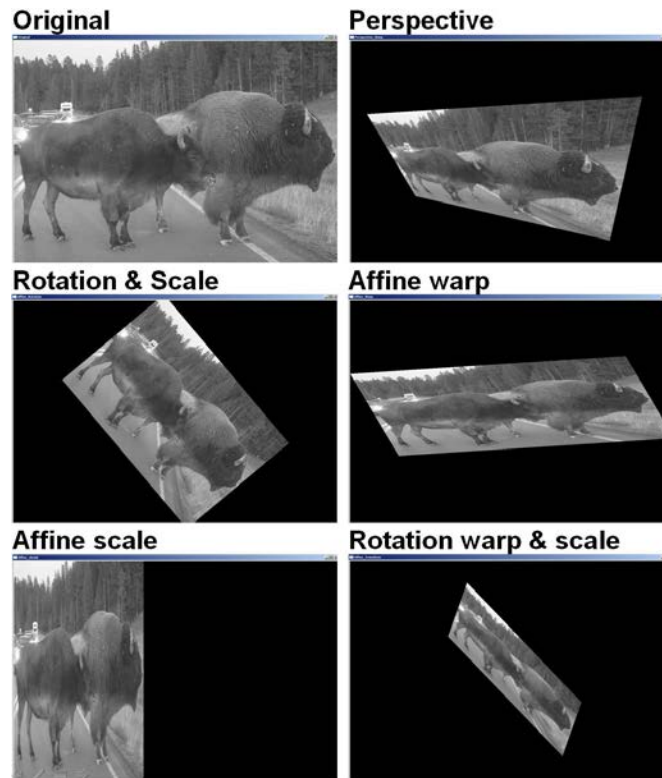 Original
Perspective
Rotation & Scale
Affine warp
Affine scale
Rotation warp & scale